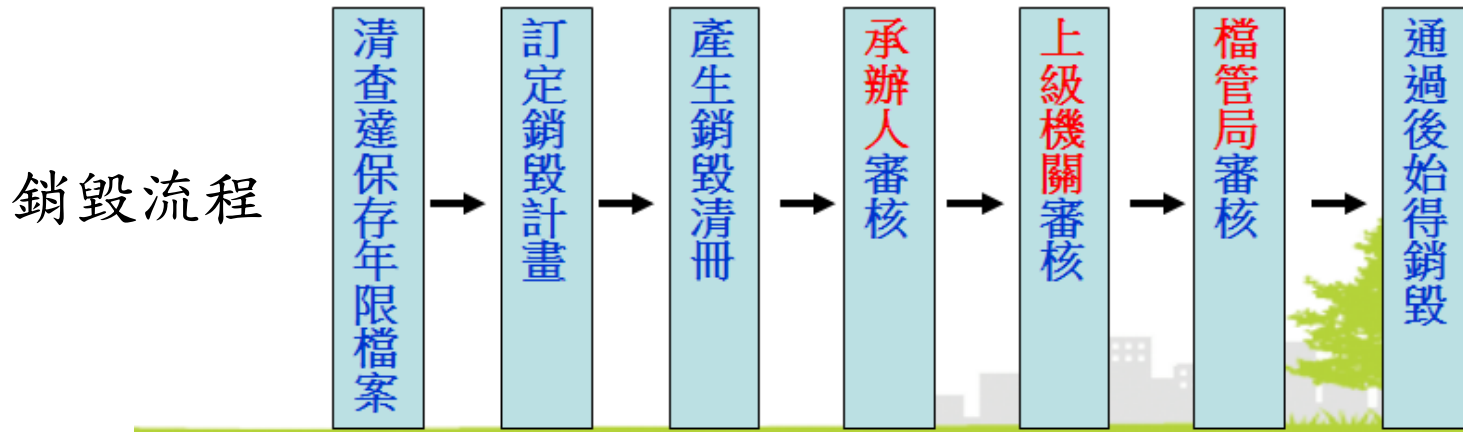 銷毀流程
清查達保存年限檔案
訂定銷毀計畫
產生銷毀清冊
承辦人審核
上級機關審核
檔管局審核
通過後始得銷毀